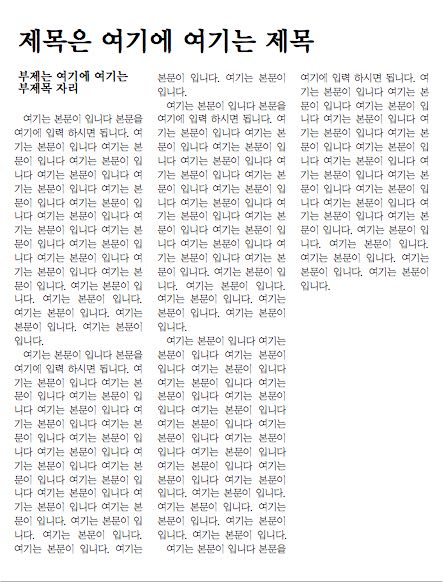 제목은 여기에 여기는 제목
부제는 여기에 여기는
부제목 자리
여기는 본문이 입니다 본문을
여기에 입력 하시면 됩니다. 여
기는 본문이 입니다 여기는 본
문이 입니다 여기는 본문이 입
니다 여기는 본문이 입니다 여
기는 본문이 입니다 여기는 본
문이 입니다 여기는 본문이 입
니다 여기는 본문이 입니다 여
기는 본문이 입니다 여기는 본
문이 입니다 여기는 본문이 입
니다 여기는 본문이 입니다 여
기는 본문이 입니다 여기는 본
문이 입니다. 여기는 본문이 입
니다. 여기는 본문이 입니다.
여기는 본문이 입니다. 여기는
본문이 입니다. 여기는 본문이
입니다.
여기는 본문이 입니다 본문을
여기에 입력 하시면 됩니다. 여
기는 본문이 입니다 여기는 본
문이 입니다 여기는 본문이 입
니다 여기는 본문이 입니다 여
기는 본문이 입니다 여기는 본
문이 입니다 여기는 본문이 입
니다 여기는 본문이 입니다 여
기는 본문이 입니다 여기는 본
문이 입니다 여기는 본문이 입
니다 여기는 본문이 입니다 여
기는 본문이 입니다 여기는 본
문이 입니다. 여기는 본문이 입
니다. 여기는 본문이 입니다.
여기는 본문이 입니다. 여기는
본문이 입니다. 여기는 본문이
입니다.
여기는 본문이 입니다 본문을
여기에 입력 하시면 됩니다. 여
기는 본문이 입니다 여기는 본
문이 입니다 여기는 본문이 입
니다 여기는 본문이 입니다 여
기는 본문이 입니다 여기는 본
문이 입니다 여기는 본문이 입
니다 여기는 본문이 입니다 여
기는 본문이 입니다 여기는 본
문이 입니다 여기는 본문이 입
니다 여기는 본문이 입니다 여
기는 본문이 입니다 여기는 본
문이 입니다. 여기는 본문이 입
니다. 여기는 본문이 입니다.
여기는 본문이 입니다. 여기는
본문이 입니다. 여기는 본문이
입니다.
여기는 본문이 입니다 여기는
본문이 입니다 여기는 본문이
입니다 여기는 본문이 입니다
여기는 본문이 입니다 여기는
본문이 입니다 여기는 본문이
입니다 여기는 본문이 입니다
여기는 본문이 입니다 여기는
본문이 입니다 여기는 본문이
입니다 여기는 본문이 입니다
여기는 본문이 입니다 여기는
본문이 입니다 여기는 본문이
입니다. 여기는 본문이 입니다.
여기는 본문이 입니다. 여기는
본문이 입니다. 여기는 본문이
입니다. 여기는 본문이 입니다.
여기는 본문이 입니다 본문을
여기에 입력 하시면 됩니다. 여
기는 본문이 입니다 여기는 본
문이 입니다 여기는 본문이 입
니다 여기는 본문이 입니다 여
기는 본문이 입니다 여기는 본
문이 입니다 여기는 본문이 입
니다 여기는 본문이 입니다 여
기는 본문이 입니다 여기는 본
문이 입니다 여기는 본문이 입
니다 여기는 본문이 입니다 여
기는 본문이 입니다 여기는 본
문이 입니다. 여기는 본문이 입
니다. 여기는 본문이 입니다.
여기는 본문이 입니다. 여기는
본문이 입니다. 여기는 본문이
입니다.